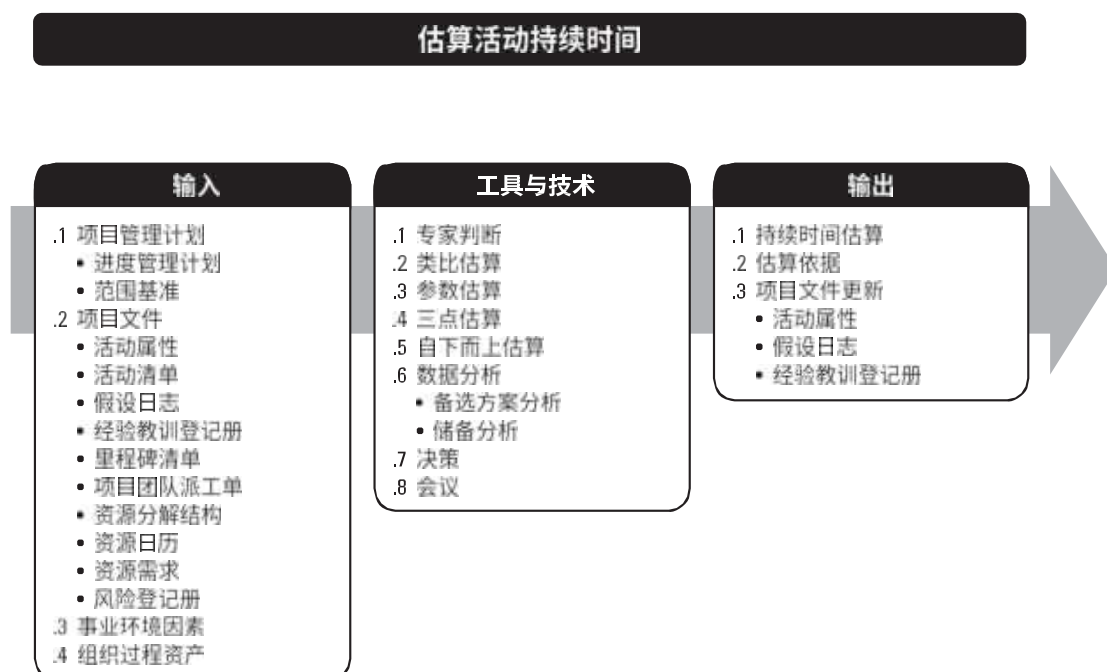 估算活动持续时间
输入
.1 项目管理计划
• 进度管理计划
• 范围基准
.2 项目文件
• 活动属性
• 活动清单
• 假设日志
• 经验教训登记册
• 里程碑清单
• 项目团队派工单
• 资源分解结构
• 资源日历
• 资源需求
• 风险登记册
.3 事业环境因素
.4 组织过程资产
工具与技术
.1 专家判断
.2 类比估算
.3 参数估算
.4 三点估算
.5 自下而上估算
.6 数据分析
• 备选方案分析
• 储备分析
.7 决策
.8 会议
输出
.1 持续时间估算
.2 估算依据
.3 项目文件更新
• 活动属性
• 假设日志
• 经验教训登记册